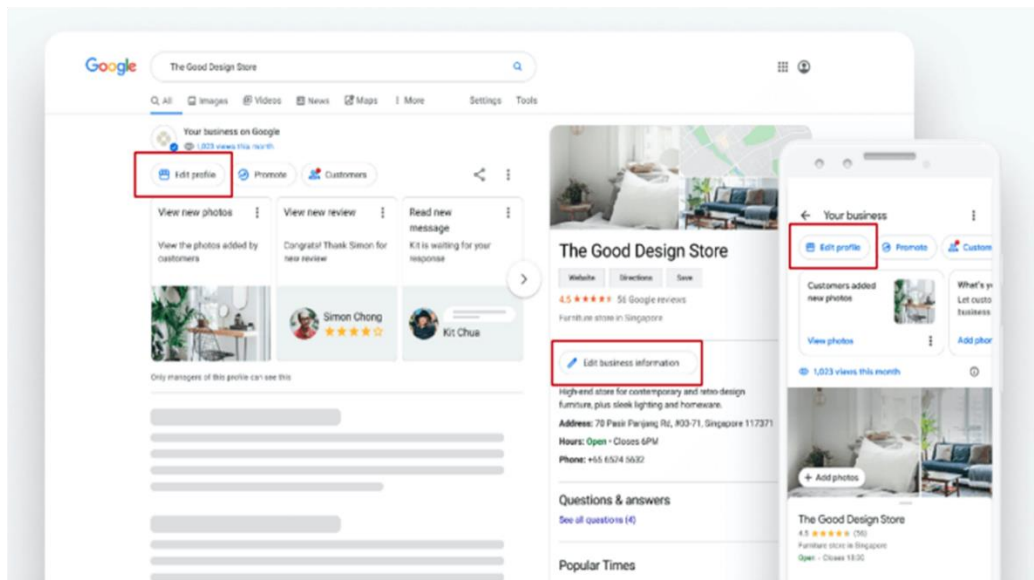 Google
The Good Design Store
All Images Videos News Maps More Settings Tools
Your business on Google
1,023 views this month
Edit profile Promote Customers
View new photos
View the photos added by
customers
View new review
Congrats! Thank Simon for
new review
Simon Chong
Read new
message
Kit is waiting for your
response
Kit Chua
Only managers of this profile can see this
The Good Design Store
Website Directions Save
4.5 56 Google reviews
Furniture store in Singapore
Edit business information
High-end store for contemporary and retro design
furniture, plus sleek lighting and homeware.
Address: 70 Pasir Panjang Rd, #03-71, Singapore 117371
Hours: Open • Closes 6PM
Phone: +65 6524 5632
Questions & answers
See all questions (4)
Popular Times
Your business
Edit profile Promote Custom
Customers added
new photos
View photos
What's y
Let custo
business
Add phot
1,023 views this month
+ Add photos
The Good Design Store
4.5 (56)
Furniture store in Singapore
Open • Closes 18:00